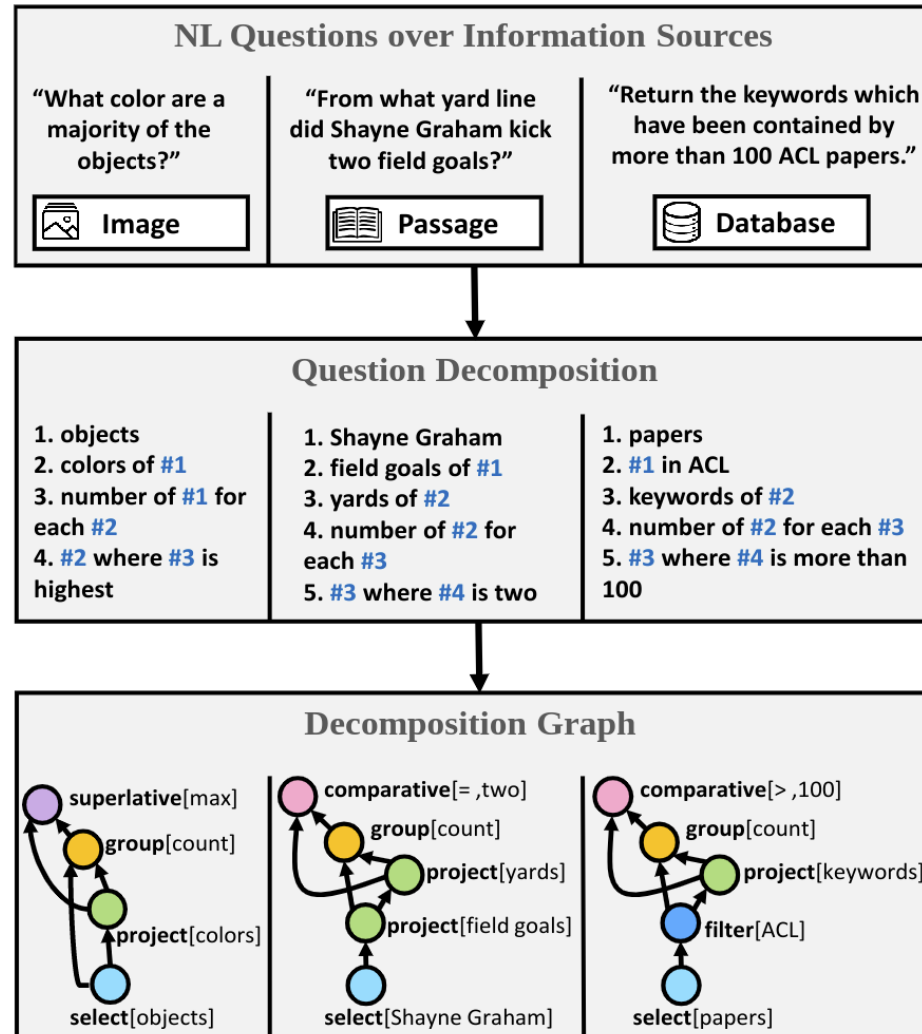 NL Questions over Information Sources
“What color are a
majority of the
objects?”
Image
“From what yard line
did Shayne Graham kick
two field goals?”
Passage
“Return the keywords which
have been contained by
more than 100 ACL papers.”
Database
Question Decomposition
1. objects
2. colors of #1
3. number of #1 for
each #2
4. #2 where #3 is
highest
1. Shayne Graham
2. field goals of #1
3. yards of #2
4. number of #2 for
each #3
5. #3 where #4 is two
1. papers
2. #1 in ACL
3. keywords of #2
4. number of #2 for each #3
5. #3 where #4 is more than
100
Decomposition Graph
superlative[max]
group[count]
project[colors]
select[objects]
comparative[= ,two]
group[count]
project[yards]
project[field goals]
select[Shayne Graham]
comparative[> ,100]
group[count]
project[keywords]
filter[ACL]
select[papers]